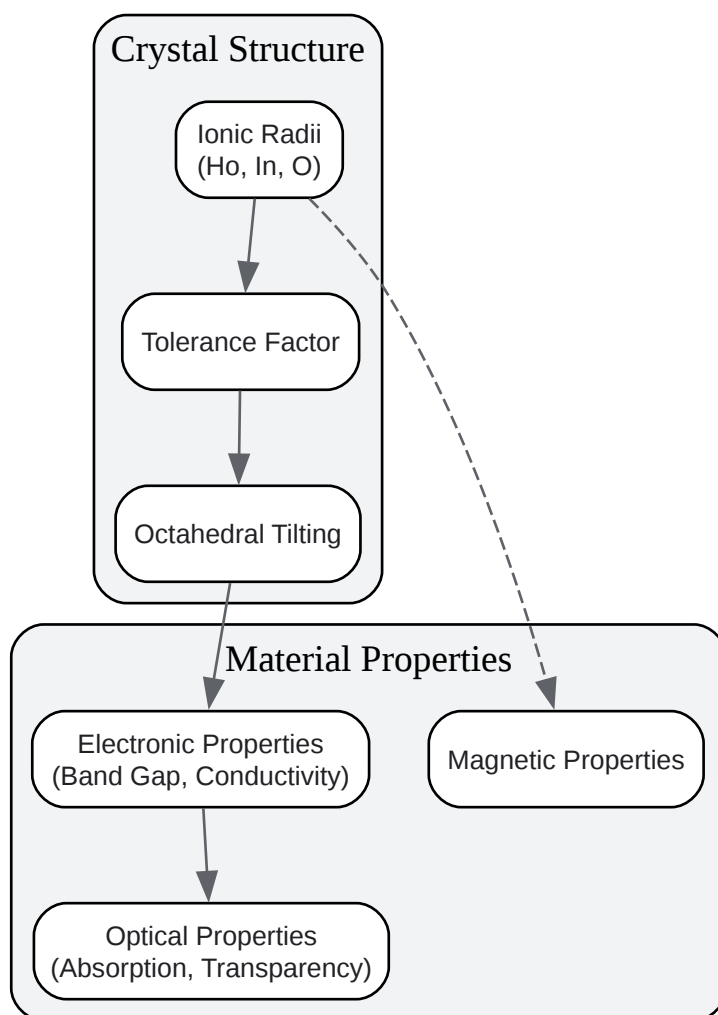 Crystal Structure
Ionic Radii
(Ho, In, O)
Tolerance Factor
Octahedral Tilting
Material Properties
Electronic Properties
(Band Gap, Conductivity)
Magnetic Properties
Optical Properties
(Absorption, Transparency)